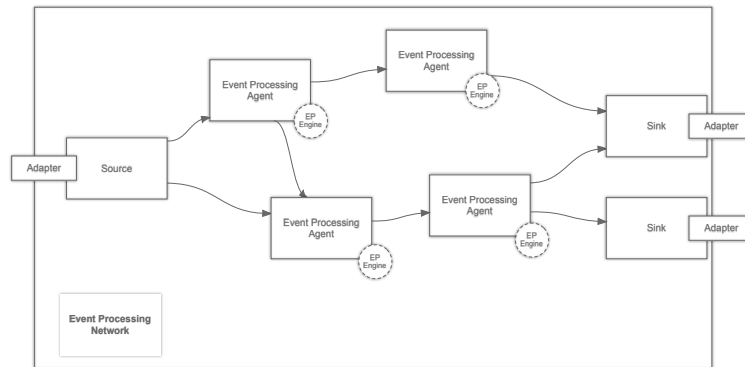 Event Processing
Agent
EP
Engine
Event Processing
Agent
EP
Engine
Adapter
Source
Sink
Adapter
Event Processing
Agent
EP
Engine
Event Processing
Agent
EP
Engine
Sink
Adapter
Event Processing
Network